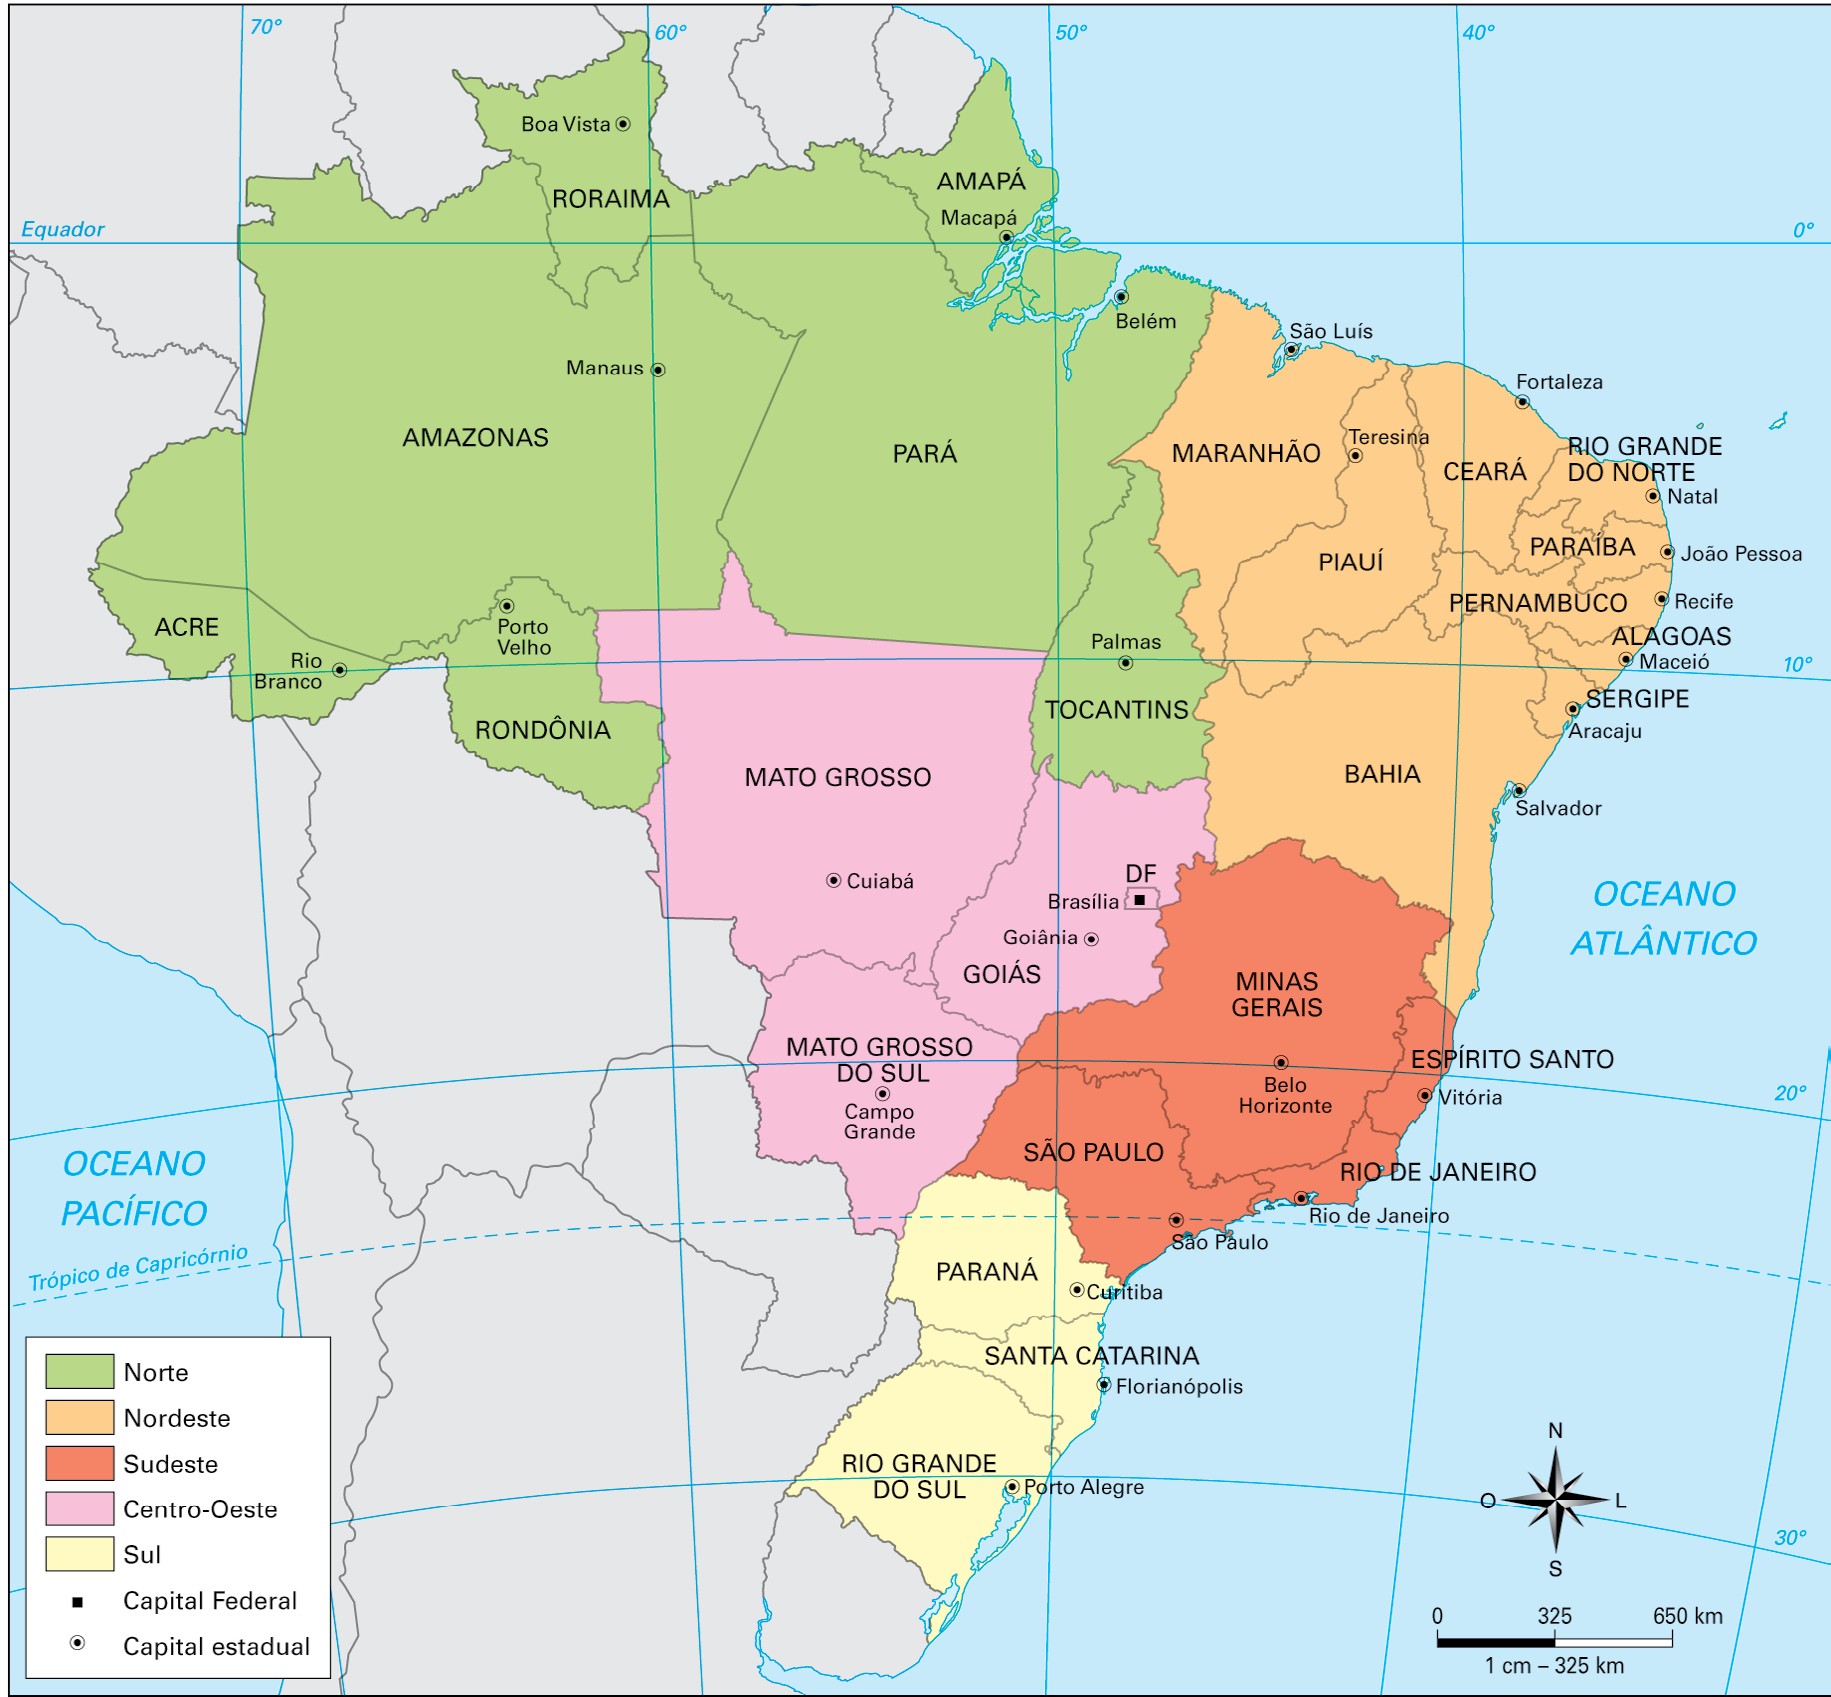 70°
60°
50°
40°
Boa Vista
RORAIMA
AMAPÁ
Macapá
Equador
0°
Belém
São Luís
Manaus
Fortaleza
AMAZONAS
PARÁ
MARANHÃO
Teresina
CEARÁ
RIO GRANDE
DO NORTE
Natal
PIAUÍ
PARAÍBA
João Pessoa
PERNAMBUCO
Recife
ACRE
Porto
Velho
Rio
Branco
Palmas
ALAGOAS
Maceió
10°
RONDÔNIA
TOCANTINS
SERGIPE
Aracaju
MATO GROSSO
BAHIA
Salvador
Cuiabá
DF
Brasília
Goiânia
GOIÁS
OCEANO
ATLÂNTICO
MINAS
GERAIS
MATO GROSSO
DO SUL
Campo
Grande
Belo
Horizonte
ESPÍRITO SANTO
Vitória
20°
OCEANO
PACÍFICO
SÃO PAULO
RIO DE JANEIRO
Rio de Janeiro
São Paulo
Trópico de Capricórnio
PARANÁ
Curitiba
SANTA CATARINA
Florianópolis
RIO GRANDE
DO SUL
Porto Alegre
30°
Norte
Nordeste
Sudeste
Centro-Oeste
Sul
Capital Federal
Capital estadual
N
O
L
S
0 325 650 km
1 cm – 325 km